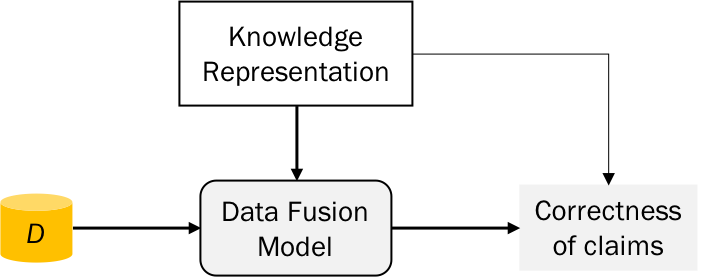 Knowledge
Representation
D
Data Fusion
Model
Correctness
of claims